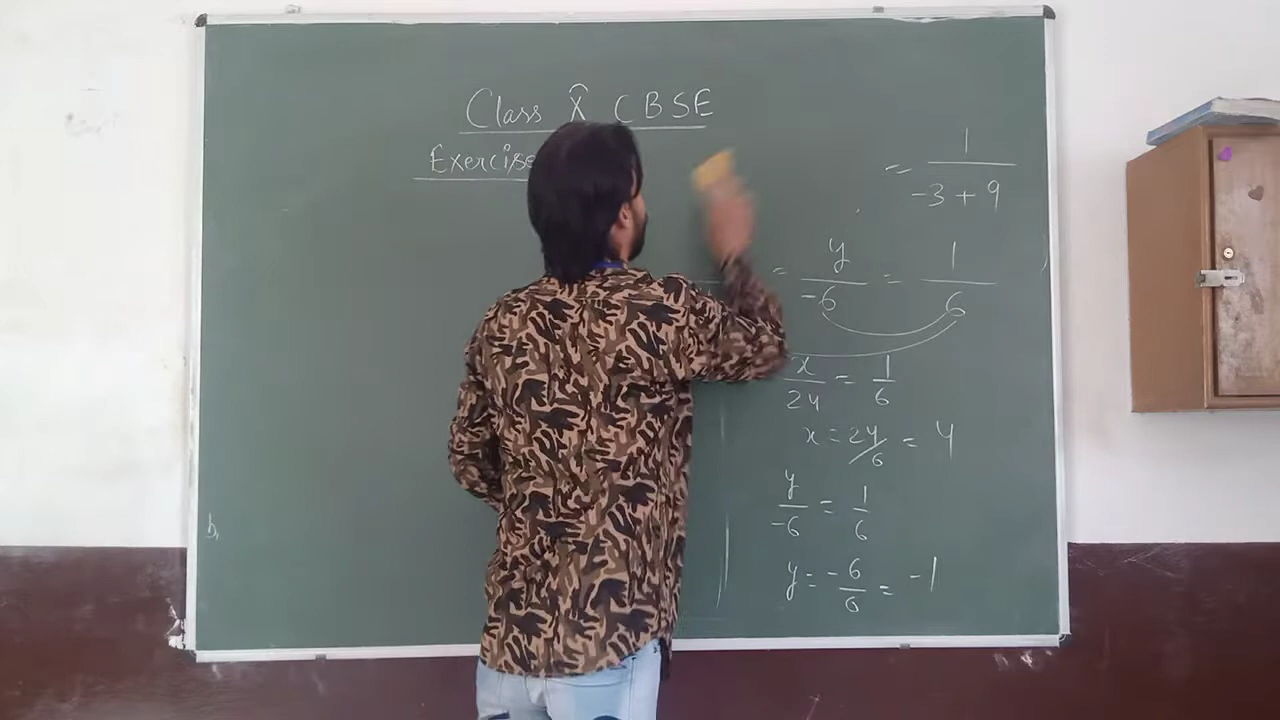 Class X CBSE
Exercise
= 1/(-3 + 9)
= y/-6 = 1/6
x/24 = 1/6
x = 24/6 = 4
y/-6 = 1/6
y = -6/6 = -1
b,